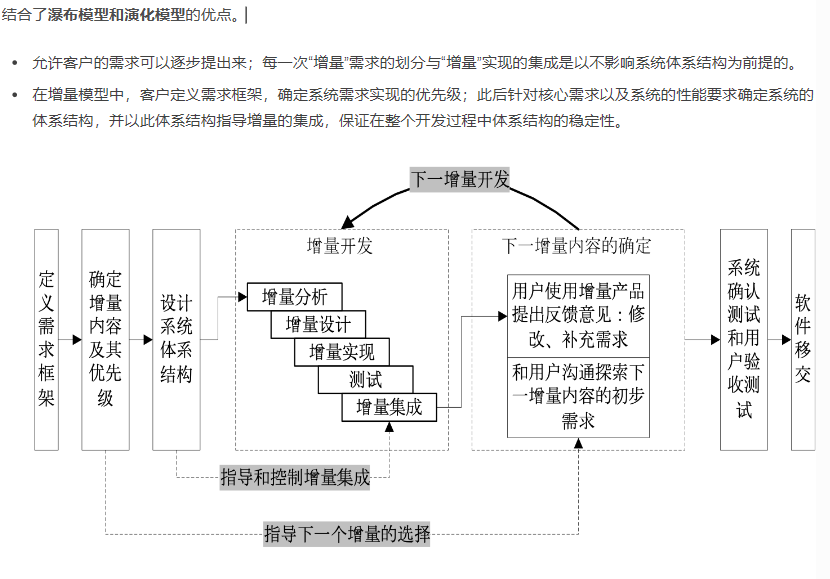 结合了瀑布模型和演化模型的优点。
允许客户的需求可以逐步提出来；每一次“增量”需求的划分与“增量”实现的集成是以不影响系统体系结构为前提的。
在增量模型中，客户定义需求框架，确定系统需求实现的优先级；此后针对核心需求以及系统的性能要求确定系统的
体系结构，并以此体系结构指导增量的集成，保证在整个开发过程中体系结构的稳定性。
下一增量开发
定
义
需
求
框
架
确定
增量
内容
及其
优先
级
设计
系统
体系
结构
增量开发
增量分析
增量设计
增量实现
测试
增量集成
下一增量内容的确定
用户使用增量产品
提出反馈意见：修
改、补充需求
和用户沟通探索下
一增量内容的初步
需求
系统
确认
测试
和用
户验
收测
试
软
件
移
交
指导和控制增量集成
指导下一个增量的选择